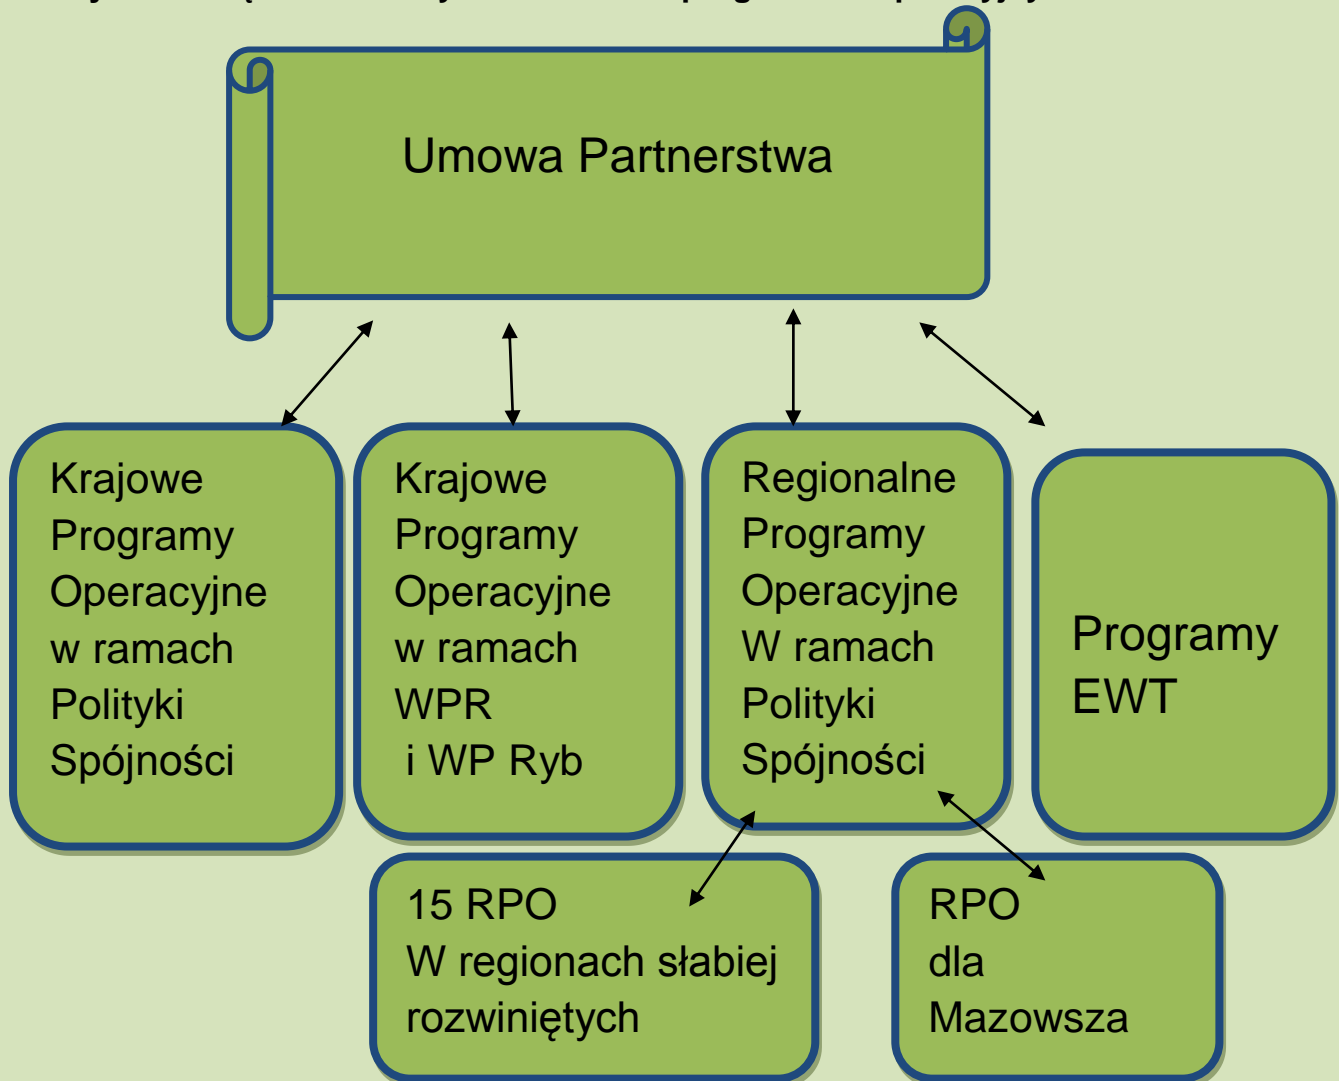 Umowa Partnerstwa
Krajowe
Programy
Operacyjne
w ramach
Polityki
Spójności
Krajowe
Programy
Operacyjne
w ramach
WPR
i WP Ryb
Regionalne
Programy
Operacyjne
W ramach
Polityki
Spójności
Programy
EWT
15 RPO
W regionach słabiej
rozwiniętych
RPO
dla
Mazowsza